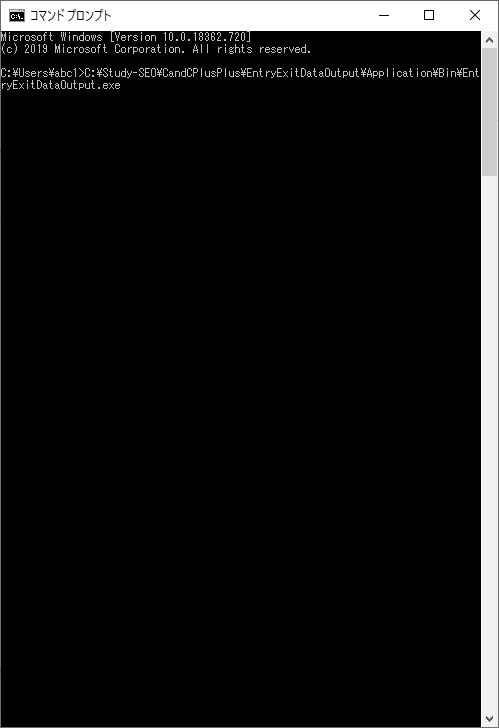 コマンド プロンプト
Microsoft Windows [Version 10.0.18362.720]
(c) 2019 Microsoft Corporation. All rights reserved.
C:¥Users¥abc1>C:¥Study-SEO¥CandCPlusPlus¥EntryExitDataOutput¥Application¥Bin¥Ent
ryExitDataOutput.exe